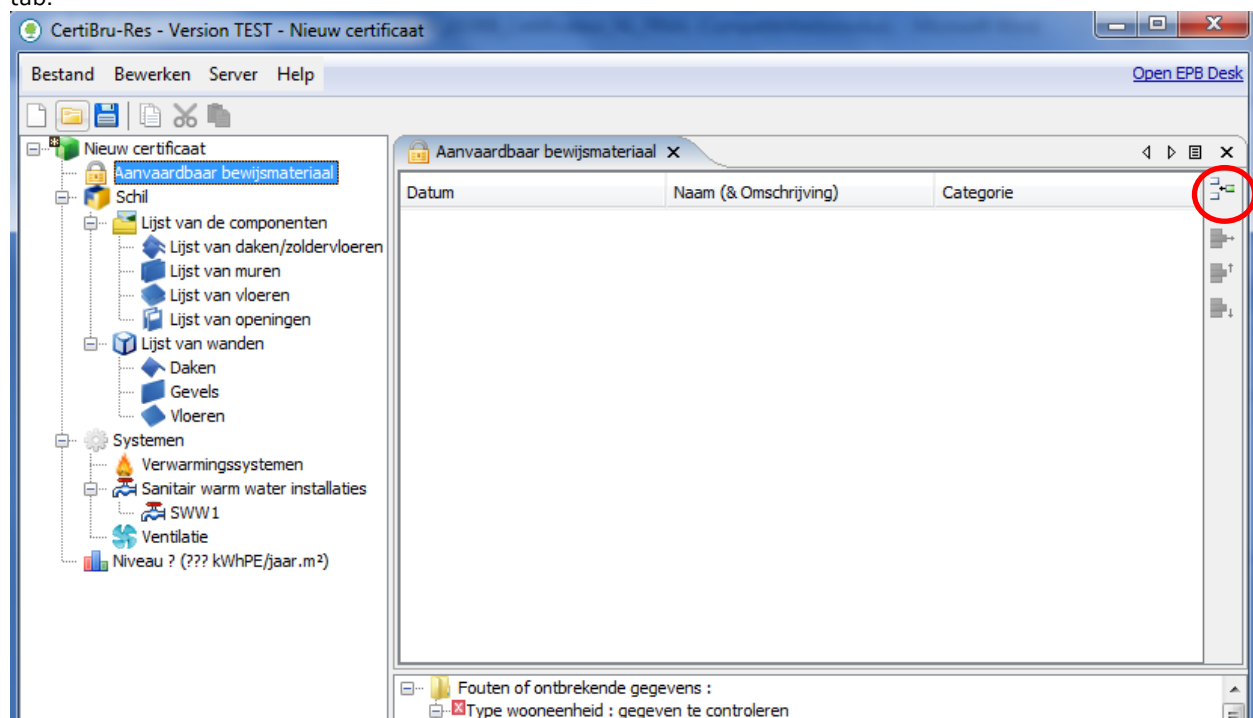 tab.
CertiBru-Res - Version TEST - Nieuw certificaat
Bestand Bewerken Server Help Open EPB Desk
Nieuw certificaat
Aanvaardbaar bewijsmateriaal
Schil
Lijst van de componenten
Lijst van daken/zoldervloeren
Lijst van muren
Lijst van vloeren
Lijst van openingen
Lijst van wanden
Daken
Gevels
Vloeren
Systemen
Verwarmingssystemen
Sanitair warm water installaties
SWW1
Ventilatie
Niveau ? (??? kWhPE/jaar.m²)
Aanvaardbaar bewijsmateriaal
Datum Naam (& Omschrijving) Categorie
Fouten of ontbrekende gegevens :
Type wooneenheid : gegeven te controleren